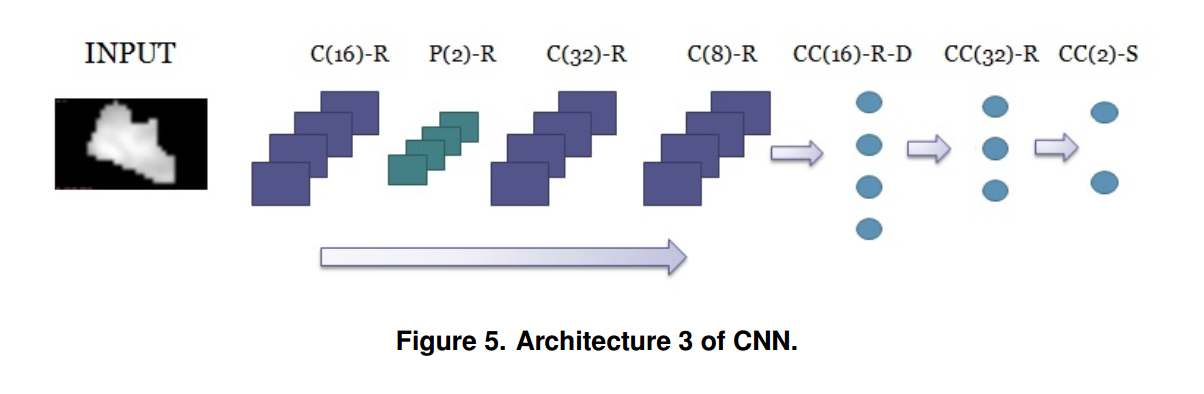 INPUT C(16)-R P(2)-R C(32)-R C(8)-R CC(16)-R-D CC(32)-R CC(2)-S
Figure 5. Architecture 3 of CNN.